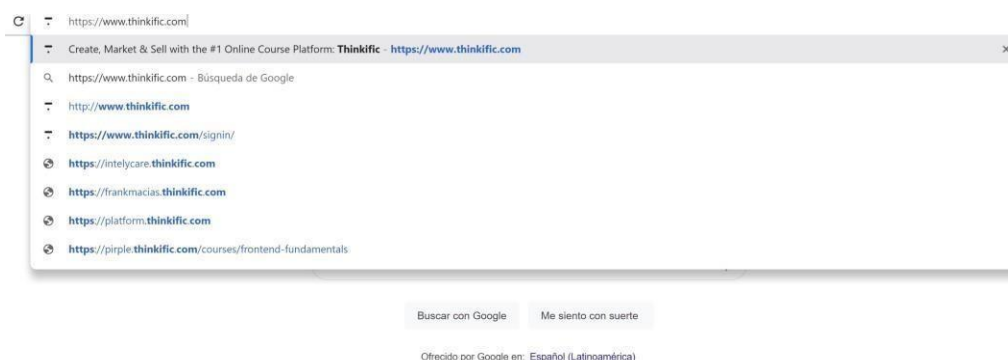 https://www.thinkific.com
Create, Market & Sell with the #1 Online Course Platform: Thinkific - https://www.thinkific.com
https://www.thinkific.com - Búsqueda de Google
http://www.thinkific.com
https://www.thinkific.com/signin/
https://intelycare.thinkific.com
https://frankmacias.thinkific.com
https://platform.thinkific.com
https://pirple.thinkific.com/courses/frontend-fundamentals
Buscar con Google Me siento con suerte
Ofrecido por Google en: Español (Latinoamérica)